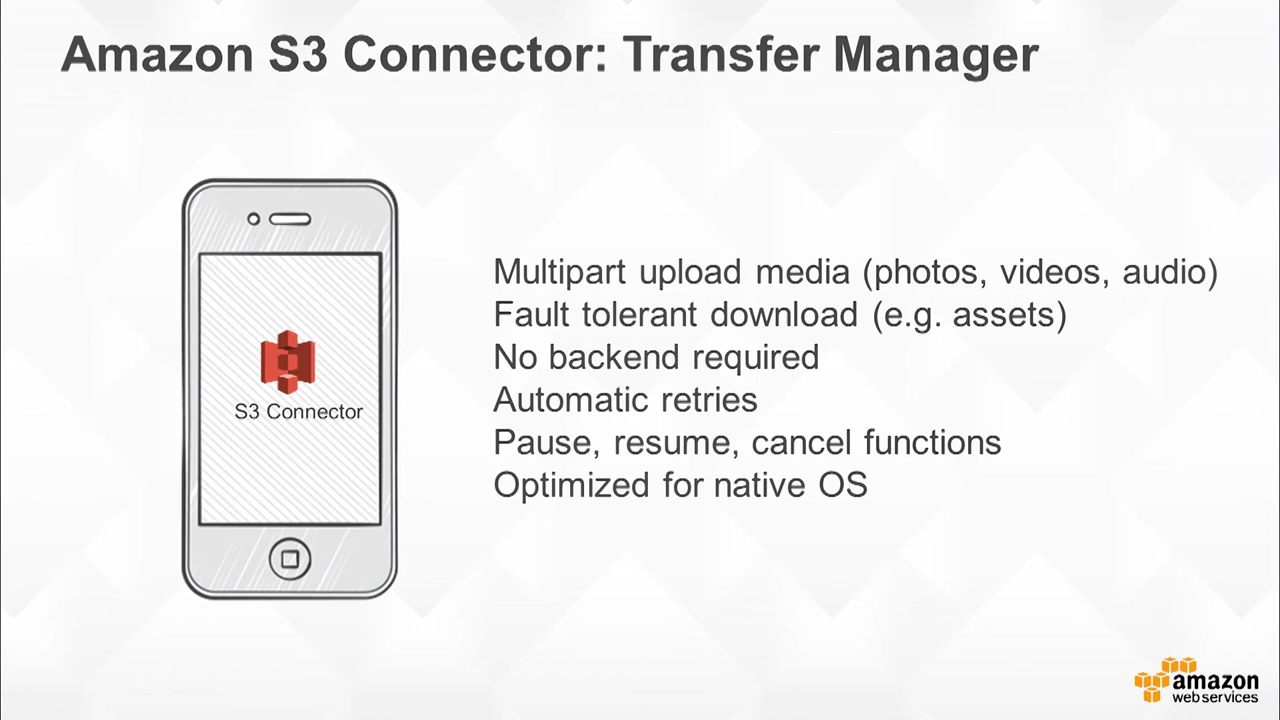 Amazon S3 Connector: Transfer Manager
S3 Connector
Multipart upload media (photos, videos, audio)
Fault tolerant download (e.g. assets)
No backend required
Automatic retries
Pause, resume, cancel functions
Optimized for native OS
amazon
web services